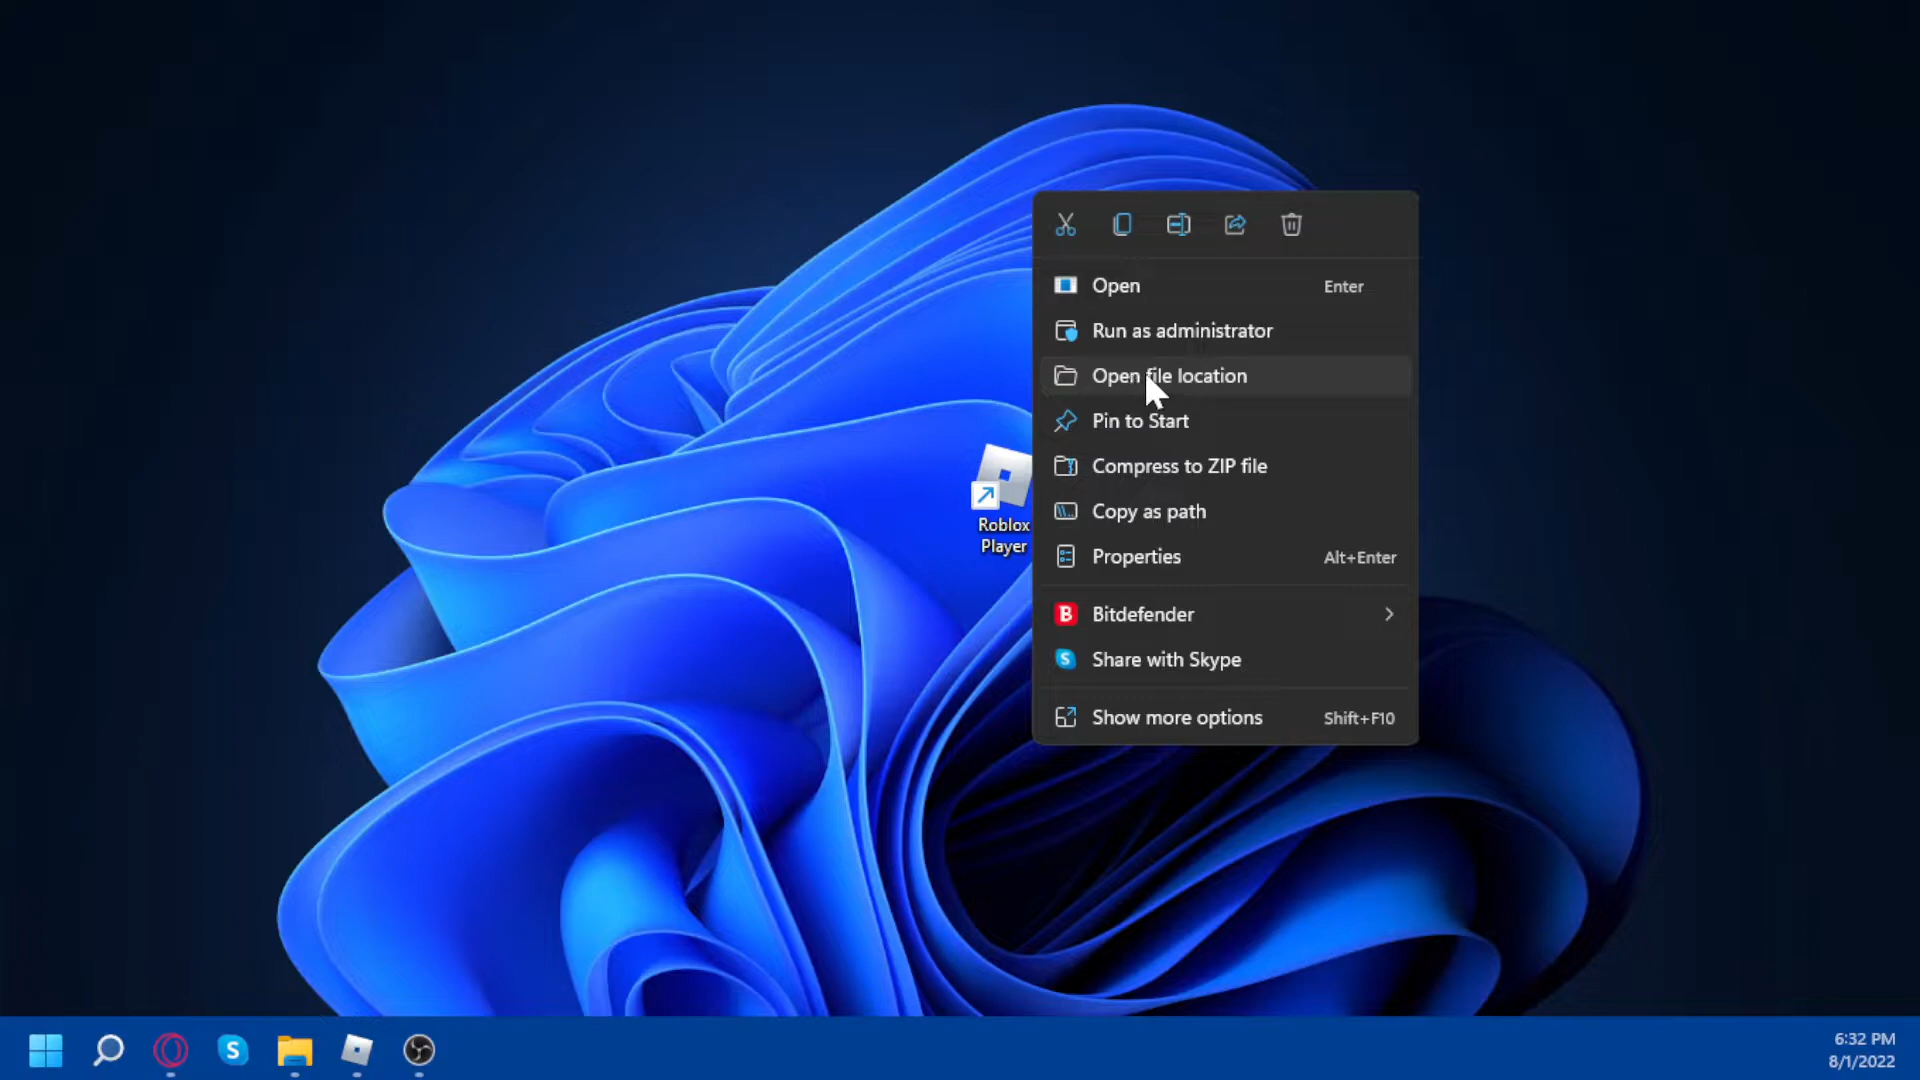 Open Enter
Run as administrator
Open file location
Pin to Start
Compress to ZIP file
Copy as path
Properties Alt+Enter
B Bitdefender
S Share with Skype
Show more options Shift+F10
Roblox
Player
S
6:32 PM
8/1/2022